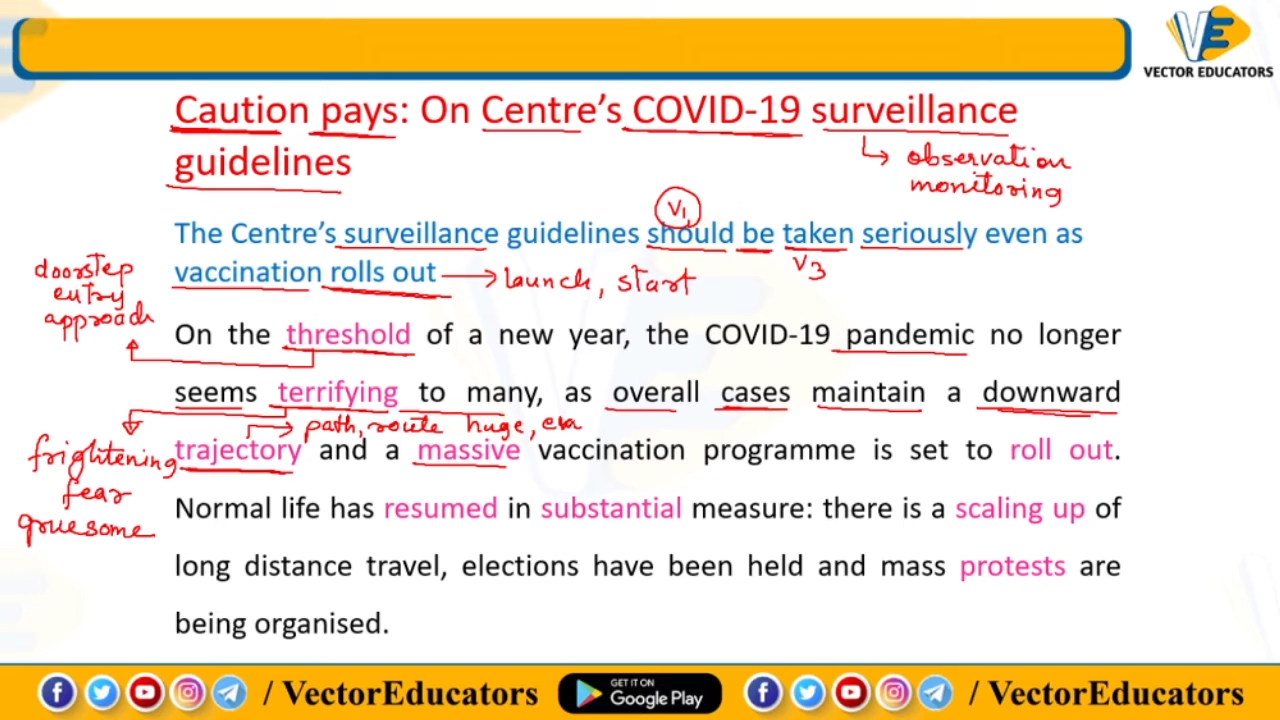 VE
VECTOR EDUCATORS
Caution pays: On Centre's COVID-19 surveillance
guidelines
observation
monitoring
V1
The Centre's surveillance guidelines should be taken seriously even as
V3
vaccination rolls out
launch, start
doorstep
entry
approach
On the threshold of a new year, the COVID-19 pandemic no longer
seems terrifying to many, as overall cases maintain a downward
path, route huge,
trajectory and a massive vaccination programme is set to roll out.
frightening
fear
gruesome
Normal life has resumed in substantial measure: there is a scaling up of
long distance travel, elections have been held and mass protests are
being organised.
/ VectorEducators
GET IT ON
Google Play
/ VectorEducators